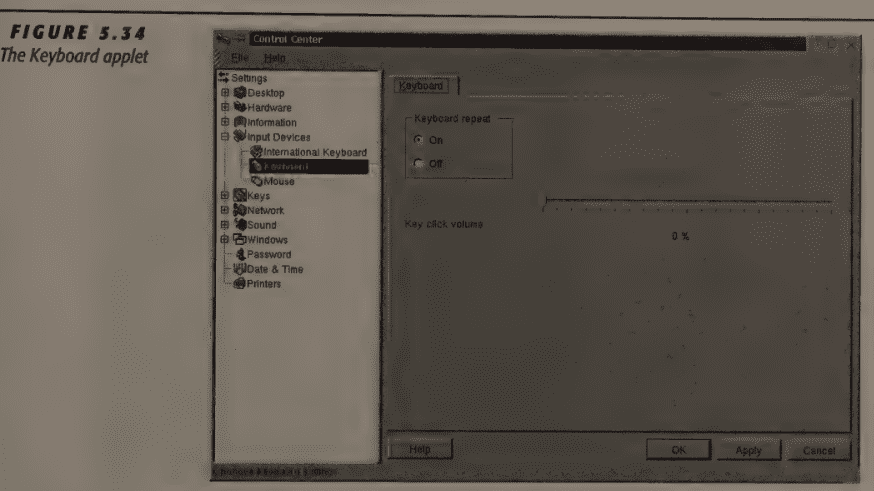 FIGURE 5.34
The Keyboard applet
Control Center
File Help
Settings
Desktop
Hardware
Information
Input Devices
International Keyboard
Keyboard
Mouse
Keys
Network
Sound
Windows
Password
Date & Time
Printers
Keyboard
Keyboard repeat
On
Off
Key click volume
0 %
Help
OK
Apply
Cancel